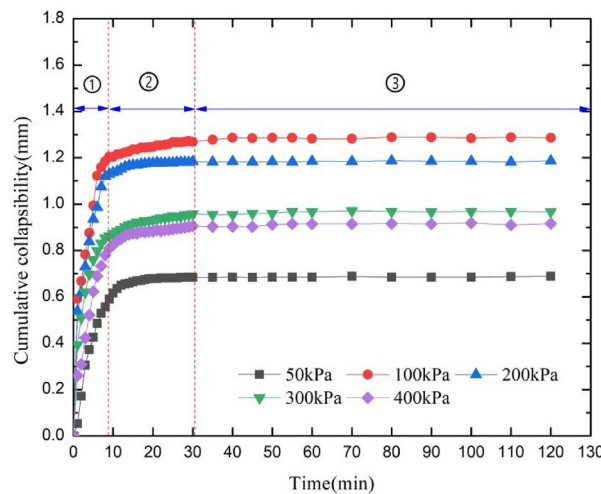 1.8
1.6
1.4
1.2
1.0
0.8
0.6
0.4
0.2
0.0
Cumulative collapsibility(mm)
① ② ③
50kPa 100kPa 200kPa
300kPa 400kPa
0 10 20 30 40 50 60 70 80 90 100 110 120 130
Time(min)